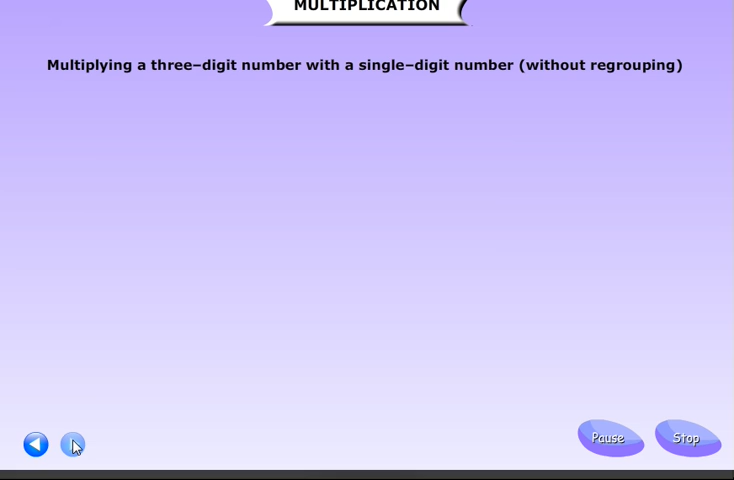 MULTIPLICATION
Multiplying a three–digit number with a single–digit number (without regrouping)
Pause
Stop